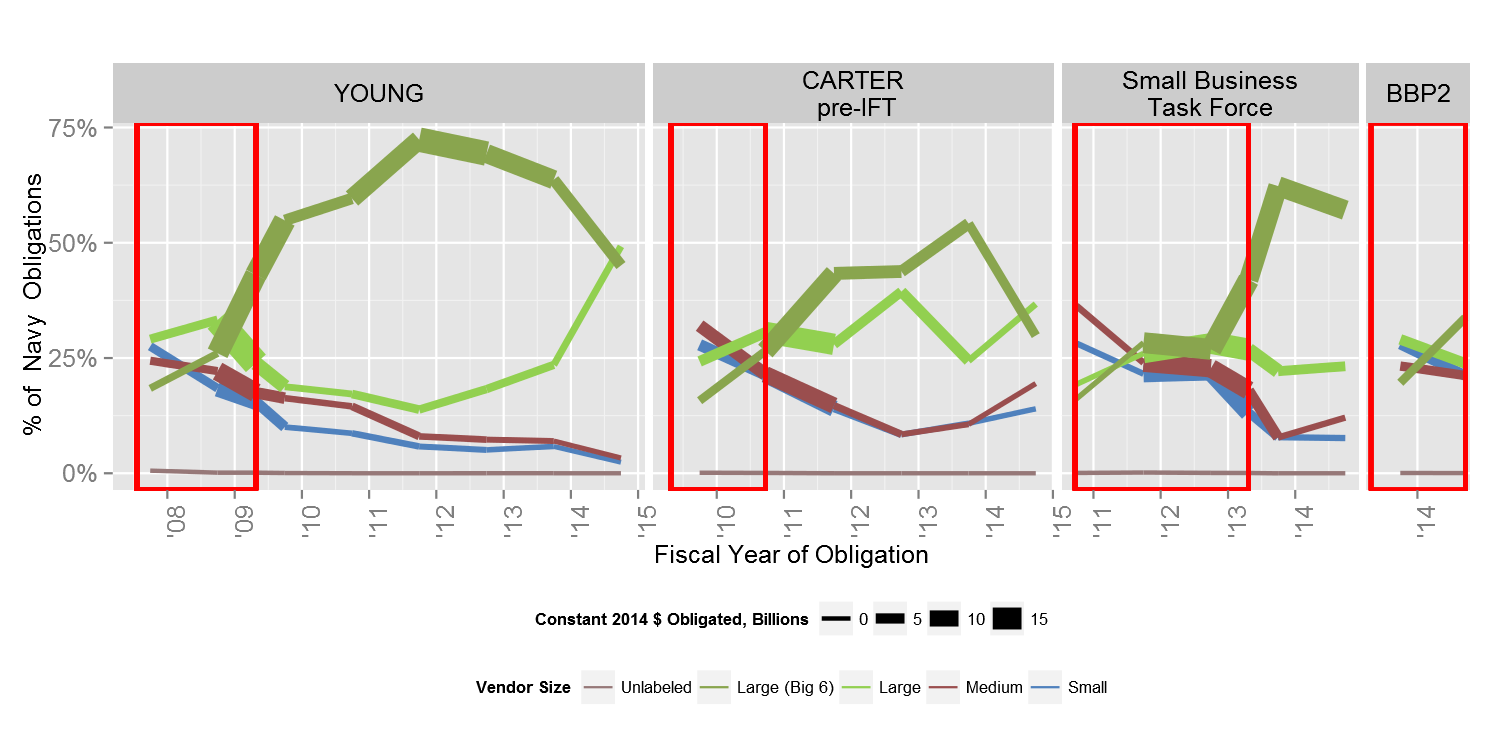 YOUNG
CARTER
pre-IFT
Small Business
Task Force
BBP2
% of Navy Obligations
75%
50%
25%
0%
'08 '09 '10 '11 '12 '13 '14 '15
'10 '11 '12 '13 '14 '15
'11 '12 '13 '14
'14
Fiscal Year of Obligation
Constant 2014 $ Obligated, Billions 0 5 10 15
Vendor Size Unlabeled Large (Big 6) Large Medium Small